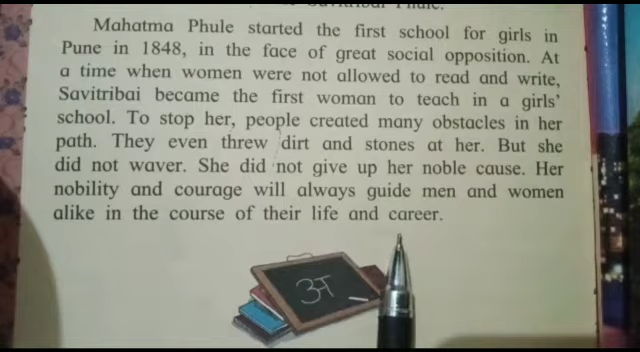 Mahatma Phule started the first school for girls in
Pune in 1848, in the face of great social opposition. At
a time when women were not allowed to read and write,
Savitribai became the first woman to teach in a girls'
school. To stop her, people created many obstacles in her
path. They even threw dirt and stones at her. But she
did not waver. She did not give up her noble cause. Her
nobility and courage will always guide men and women
alike in the course of their life and career.
अ